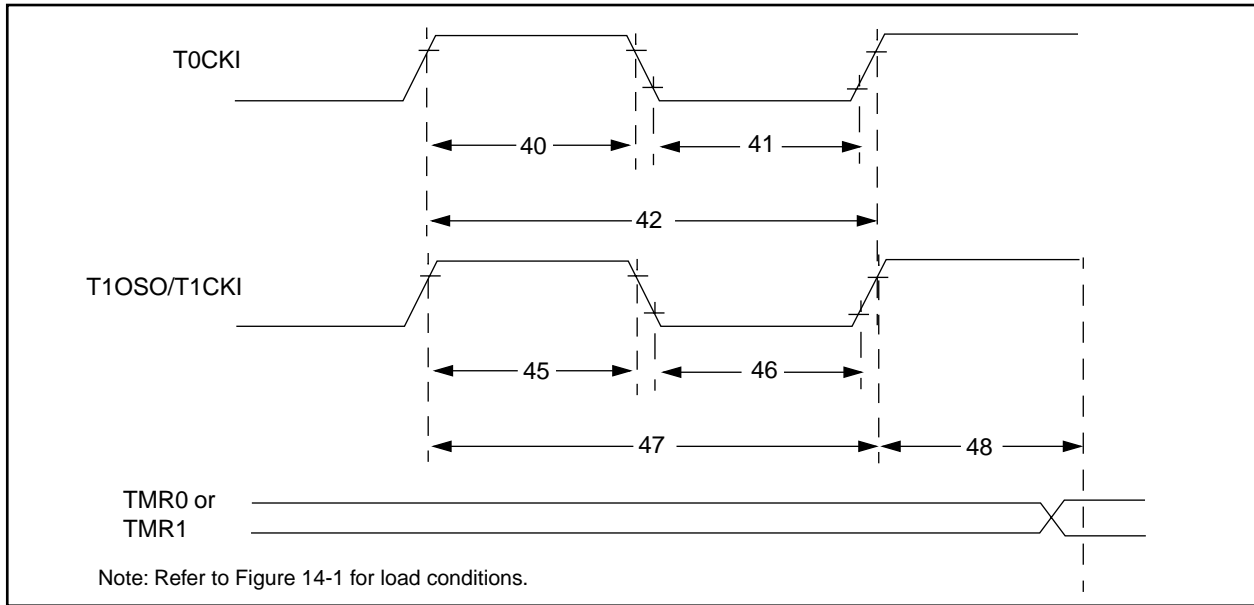 T0CKI
40
41
42
T1OSO/T1CKI
45
46
47
48
TMR0 or
TMR1
Note: Refer to Figure 14-1 for load conditions.